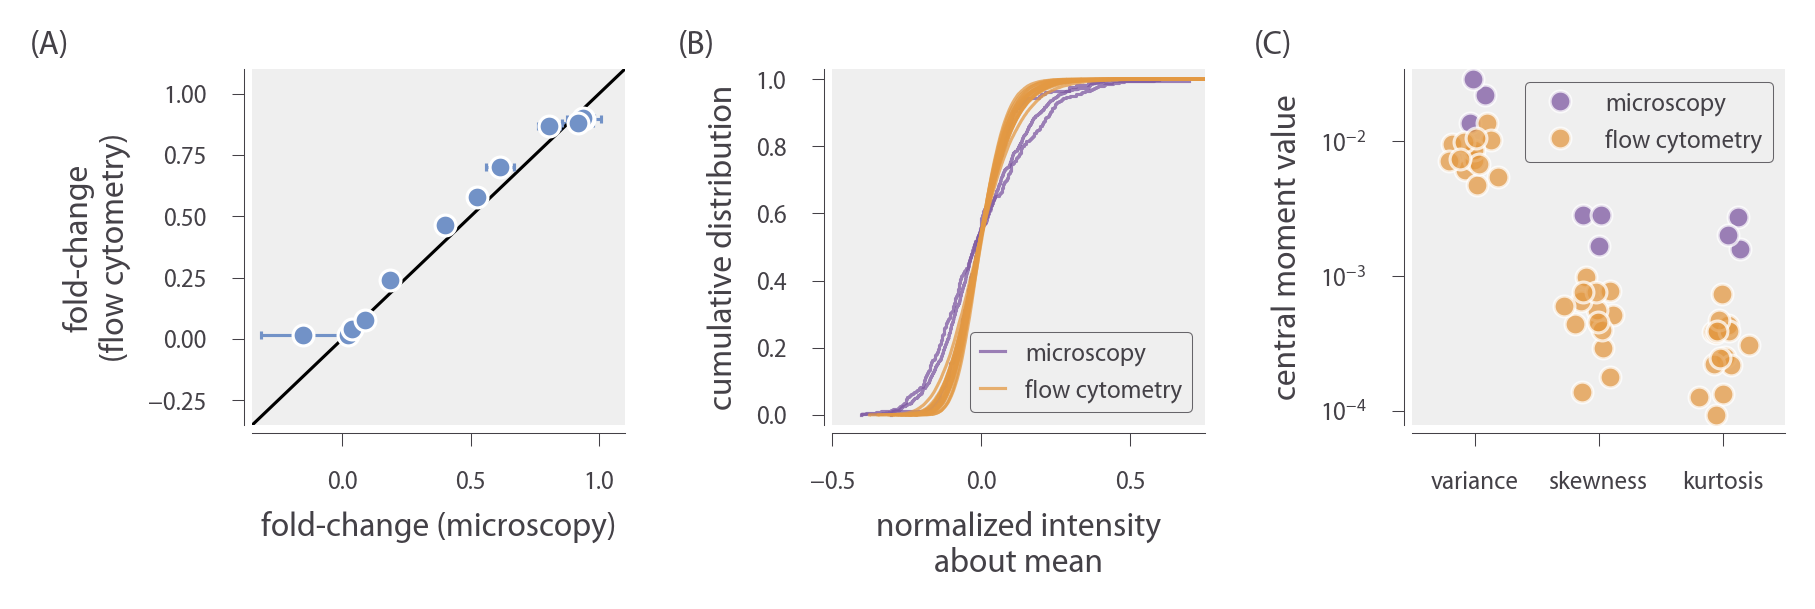 (A)
fold-change
(flow cytometry)
1.00
0.75
0.50
0.25
0.00
−0.25
0.0
0.5
1.0
fold-change (microscopy)
(B)
cumulative distribution
1.0
0.8
0.6
0.4
0.2
0.0
microscopy
flow cytometry
−0.5
0.0
0.5
normalized intensity
about mean
(C)
central moment value
10⁻²
10⁻³
10⁻⁴
microscopy
flow cytometry
variance
skewness
kurtosis